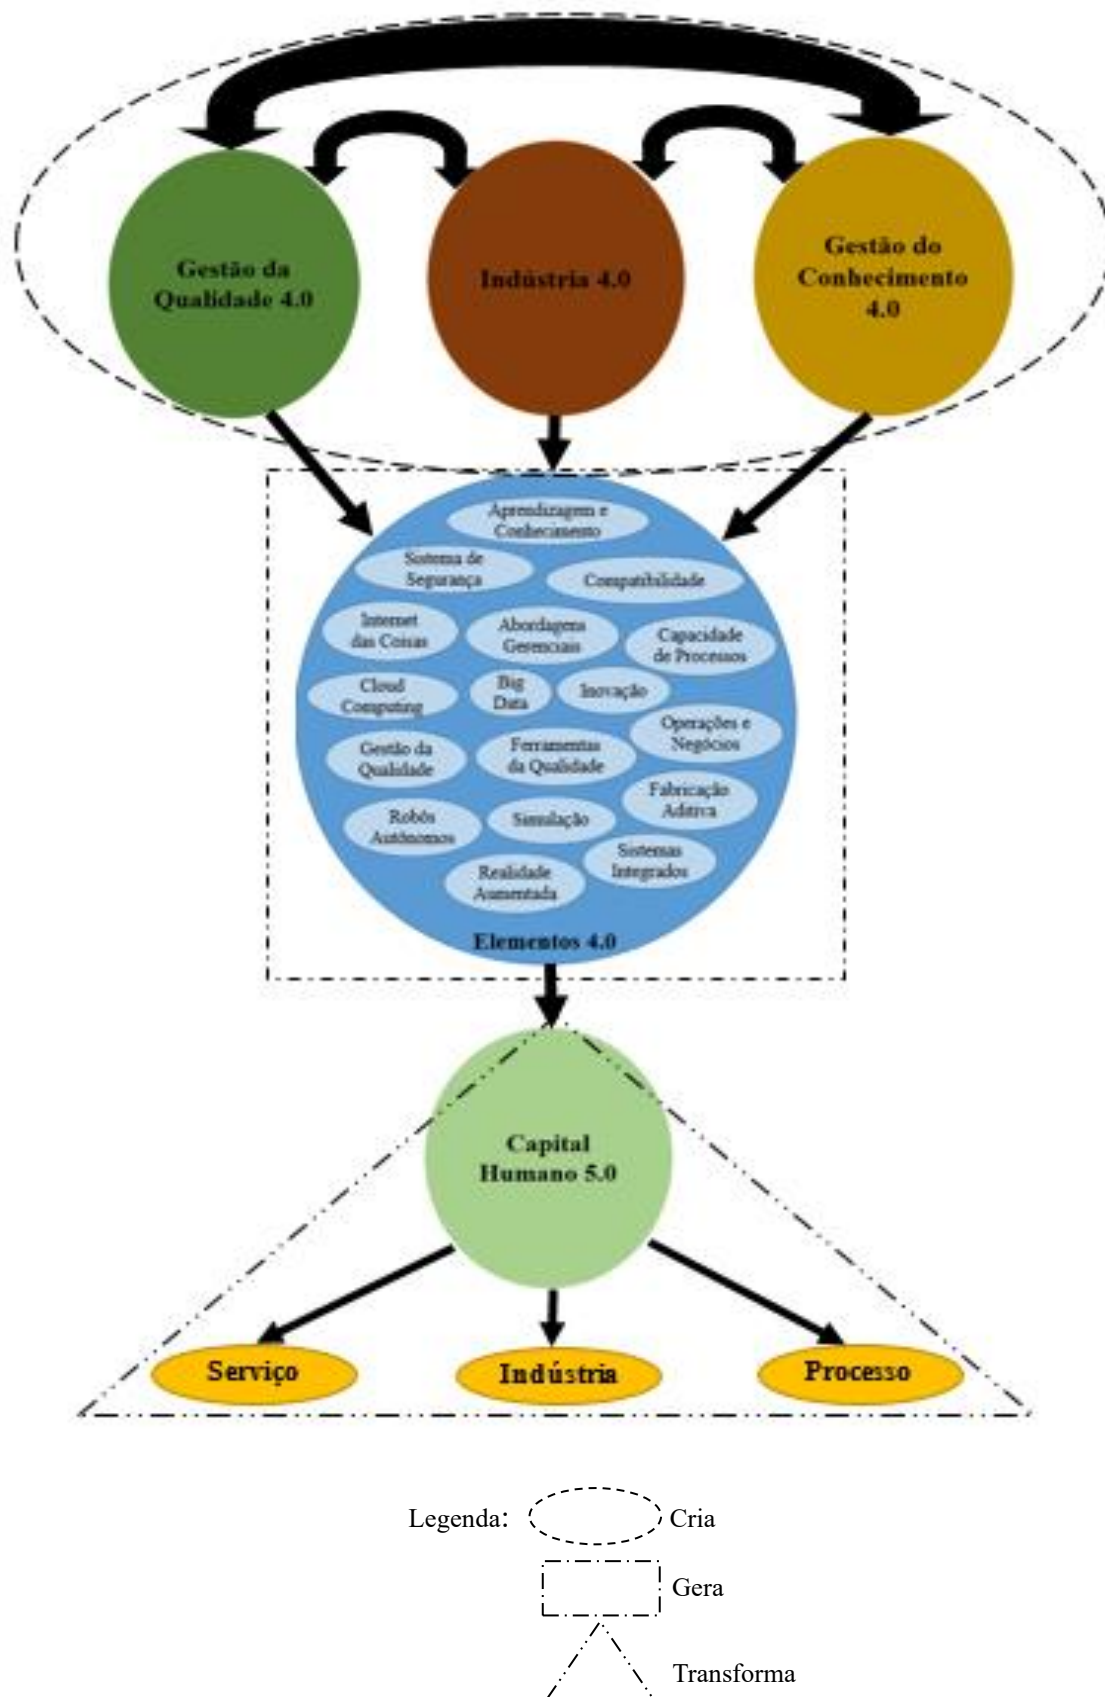 Gestão da
Qualidade 4.0
Indústria 4.0
Gestão do
Conhecimento
4.0
Aprendizagem e
Conhecimento
Sistema de
Segurança
Compatibilidade
Internet
das Coisas
Abordagens
Gerenciais
Capacidade
de Processos
Cloud
Computing
Big
Data
Inovação
Operações e
Negócios
Gestão da
Qualidade
Ferramentas
da Qualidade
Fabricação
Aditiva
Robôs
Autônomos
Simulação
Sistemas
Integrados
Realidade
Aumentada
Elementos 4.0
Capital
Humano 5.0
Serviço
Indústria
Processo
Legenda:
Cria
Gera
Transforma